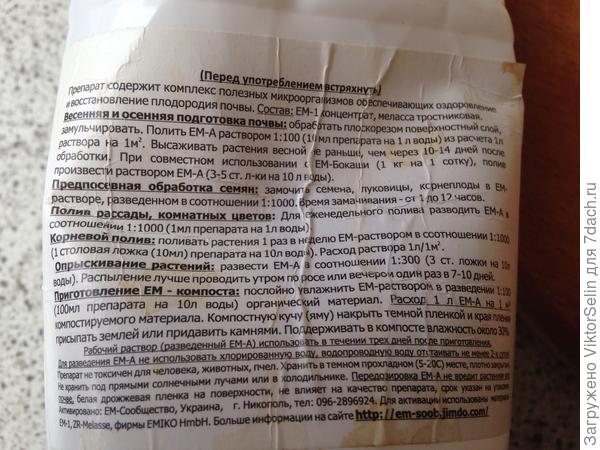 (Перед употреблением встряхнуть)
Препарат содержит комплекс полезных микроорганизмов обеспечивающих оздоровление
и восстановление плодородия почвы. Состав: ЕМ-1 концентрат, меласса тростниковая.
Весенняя и осенняя подготовка почвы: обработать плоскорезом поверхностный слой,
замульчировать. Полить ЕМ-А раствором 1:100 (10мл препарата на 1 л воды) из расчета 1л
раствора на 1м². Высаживать растения весной не раньше, чем через 10-14 дней после
обработки. При совместном использовании с ЕМ-Бокаши (1 кг на 1 сотку), полив
произвести раствором ЕМ-А (3-5 ст. л-ки на 10 л воды).
Предпосевная обработка семян: замочить семена, луковицы, корнеплоды в ЕМ-
растворе, разведенном в соотношении 1:1000. Время замачивания - от 1 до 12 часов.
Полив рассады, комнатных цветов: Для еженедельного полива разводить ЕМ-А в
соотношении 1:1000 (1мл препарата на 1л воды)
Корневой полив: поливать растения 1 раз в неделю ЕМ-раствором в соотношении 1:1000
(1 столовая ложка (10мл) препарата на 10л воды). Расход раствора 1л/1м².
Опрыскивание растений: развести ЕМ-А в соотношении 1:300 (3 ст. ложки на 10л
воды). Распыление лучше проводить утром по росе или вечером один раз в 7-10 дней.
Приготовление ЕМ - компоста: послойно увлажнить ЕМ-раствором в разведении 1:100
(100мл препарата на 10л воды) органический материал. Расход 1 л ЕМ-А на 1 м³
компостируемого материала. Компостную кучу (яму) накрыть темной пленкой и края пленки
присыпать землей или придавить камнями. Поддерживать в компосте влажность около 30%
Рабочий раствор (разведенный ЕМ-А) использовать в течении трех дней после приготовления.
Для разведения ЕМ-А не использовать хлорированную воду, водопроводную воду отстаивать не менее 2-х суток
Препарат не токсичен для человека, животных, пчел. Хранить в темном прохладном (5-20С) месте, плотно закрытым.
Не хранить под прямыми солнечными лучами или в холодильнике. Передозировка ЕМ-А не вредит растениям и
почве, белая дрожжевая пленка на поверхности, не влияет на качество препарата, срок указан на упаковке.
Активировано: ЕМ-Сообщество, Украина, г. Никополь, тел: 096-2896924. Для активации использованы материалы
ЕМ-1, ZR-Melasse, фирмы EMIKO HmbH. Больше информации на сайте http://em-soob.jimdo.com/
Загружено ViktorSelin для 7dach.ru